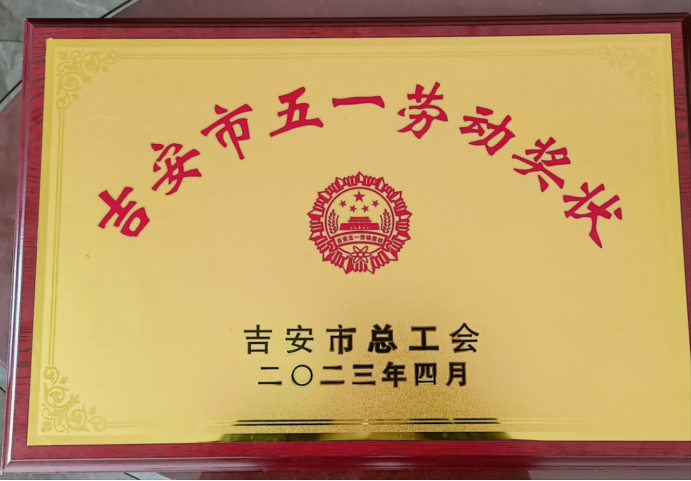 吉安市五一劳动奖状
吉安市总工会
二〇二三年四月